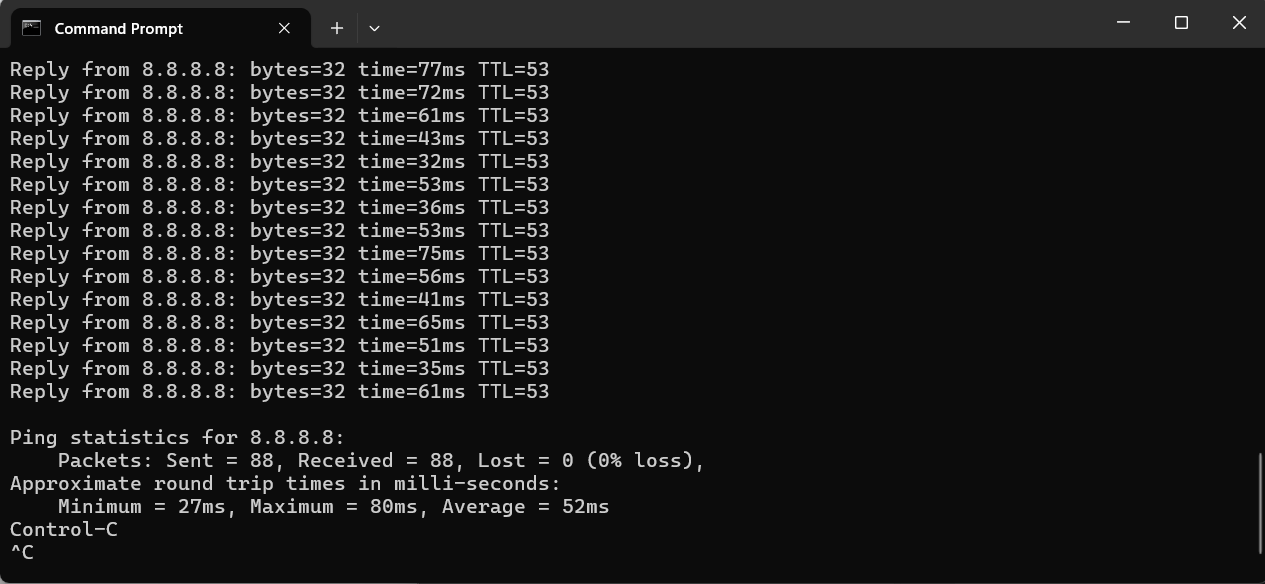 Command Prompt
Reply from 8.8.8.8: bytes=32 time=77ms TTL=53
Reply from 8.8.8.8: bytes=32 time=72ms TTL=53
Reply from 8.8.8.8: bytes=32 time=61ms TTL=53
Reply from 8.8.8.8: bytes=32 time=43ms TTL=53
Reply from 8.8.8.8: bytes=32 time=32ms TTL=53
Reply from 8.8.8.8: bytes=32 time=53ms TTL=53
Reply from 8.8.8.8: bytes=32 time=36ms TTL=53
Reply from 8.8.8.8: bytes=32 time=53ms TTL=53
Reply from 8.8.8.8: bytes=32 time=75ms TTL=53
Reply from 8.8.8.8: bytes=32 time=56ms TTL=53
Reply from 8.8.8.8: bytes=32 time=41ms TTL=53
Reply from 8.8.8.8: bytes=32 time=65ms TTL=53
Reply from 8.8.8.8: bytes=32 time=51ms TTL=53
Reply from 8.8.8.8: bytes=32 time=35ms TTL=53
Reply from 8.8.8.8: bytes=32 time=61ms TTL=53
Ping statistics for 8.8.8.8:
    Packets: Sent = 88, Received = 88, Lost = 0 (0% loss),
Approximate round trip times in milli-seconds:
    Minimum = 27ms, Maximum = 80ms, Average = 52ms
Control-C
^C